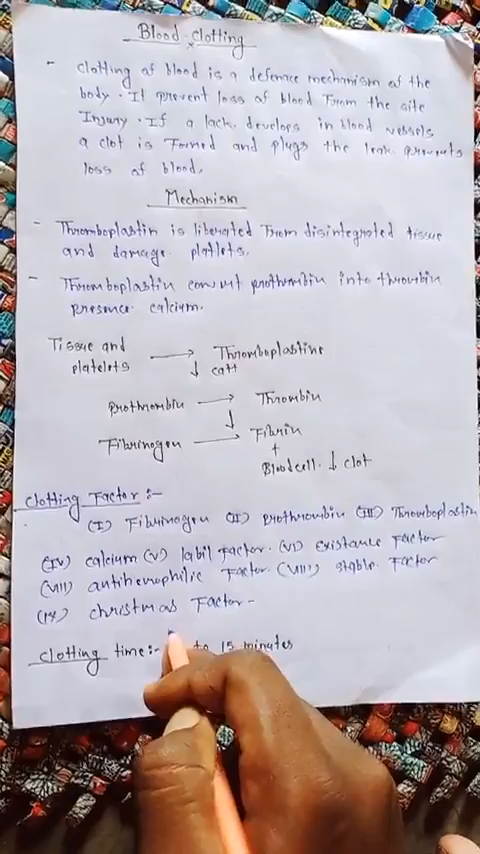 Blood clotting
- Clotting of blood is a defence mechanism of the
body. It prevent loss of blood From the site
Injury. If a lack develops in blood vessels
a clot is Formed and plugs the leak prevents
loss of blood.
Mechanism
- Thromboplastin is liberated From disintegrated tissue
and damage platlets.
- Thromboplastin convert prothrombin into thrombin
presence calcium.
Tissue and platelets → Thromboplastine
↓ ca++
Prothrombin → Thrombin
↓
Fibrinogen → Fibrin
+
Blood cell ↓ clot
Clotting Factor :-
(I) Fibrinogen (II) prothrombin (III) Thromboplastin
(IV) calcium (V) labil Factor. (VI) existance Factor
(VII) antihemophilic Factor (VIII) stable Factor
(IX) christmas Factor -
Clotting time :- to 15 minutes